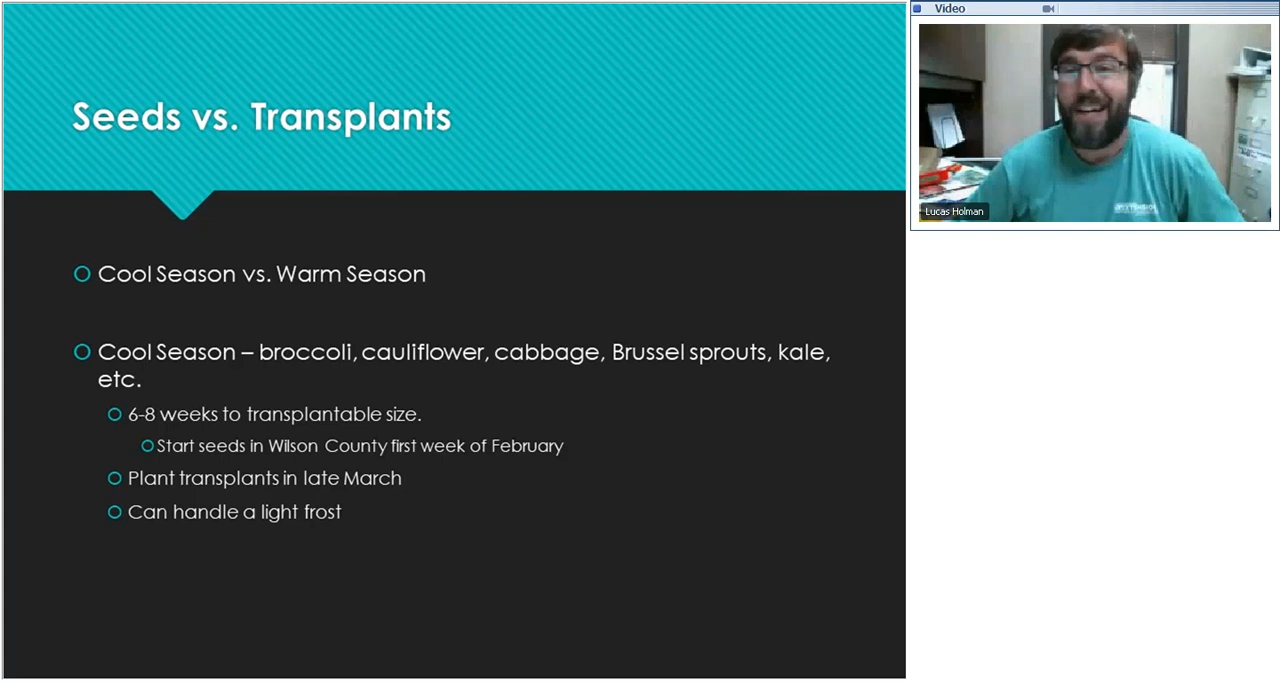 Seeds vs. Transplants
Cool Season vs. Warm Season
Cool Season – broccoli, cauliflower, cabbage, Brussel sprouts, kale,
etc.
6-8 weeks to transplantable size.
Start seeds in Wilson County first week of February
Plant transplants in late March
Can handle a light frost
Video
Lucas Holman